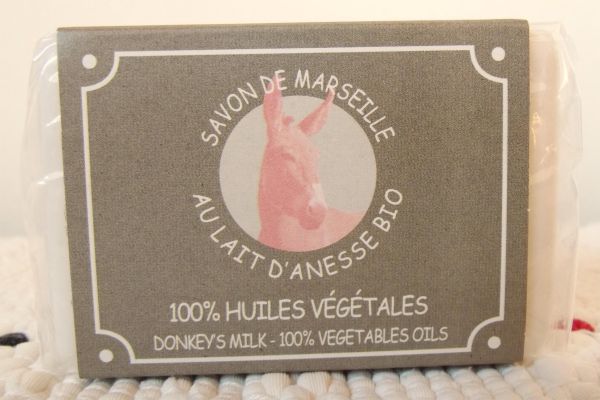 SAVON DE MARSEILLE
AU LAIT D'ANESSE BIO
100% HUILES VÉGÉTALES
DONKEY'S MILK - 100% VEGETABLES OILS